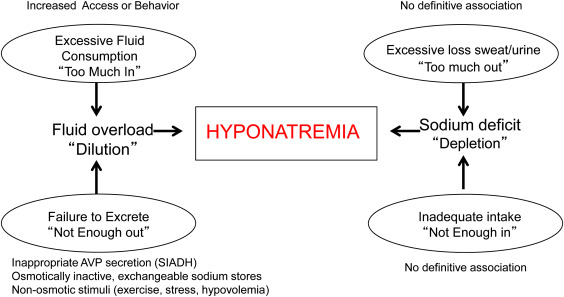 Increased Access or Behavior
Excessive Fluid
Consumption
“Too Much In”
Fluid overload
“Dilution”
Failure to Excrete
“Not Enough out”
Inappropriate AVP secretion (SIADH)
Osmotically inactive, exchangeable sodium stores
Non-osmotic stimuli (exercise, stress, hypovolemia)
HYPONATREMIA
No definitive association
Excessive loss sweat/urine
“Too much out”
Sodium deficit
“Depletion”
Inadequate intake
“Not Enough in”
No definitive association